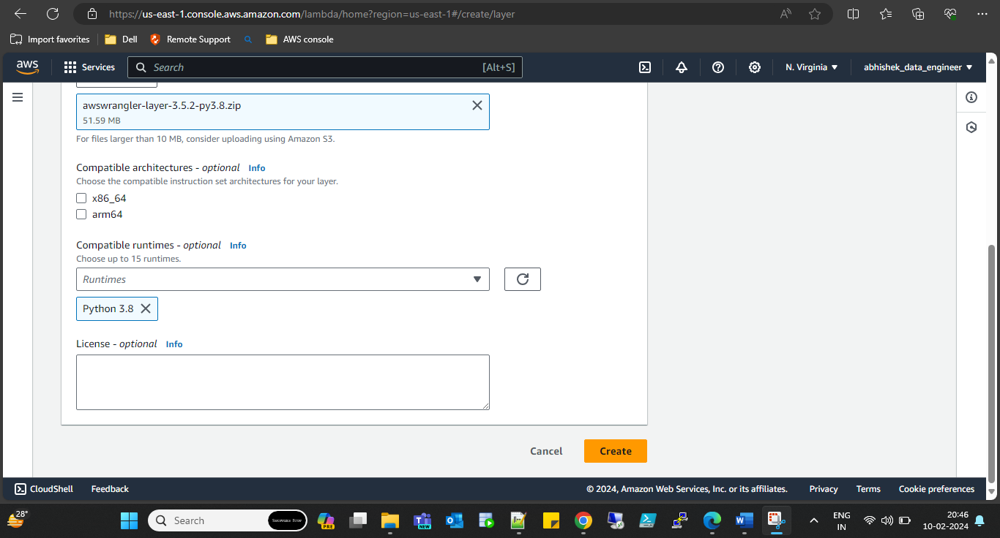 https://us-east-1.console.aws.amazon.com/lambda/home?region=us-east-1#/create/layer
Import favorites Dell Remote Support AWS console
aws Services Search [Alt+S] N. Virginia abhishek_data_engineer
awswrangler-layer-3.5.2-py3.8.zip
51.59 MB
For files larger than 10 MB, consider uploading using Amazon S3.
Compatible architectures - optional Info
Choose the compatible instruction set architectures for your layer.
x86_64
arm64
Compatible runtimes - optional Info
Choose up to 15 runtimes.
Runtimes
Python 3.8
License - optional Info
Cancel Create
CloudShell Feedback © 2024, Amazon Web Services, Inc. or its affiliates. Privacy Terms Cookie preferences
28° Search SHOPPERS STOP PRE NEW ENG IN 20:46 10-02-2024